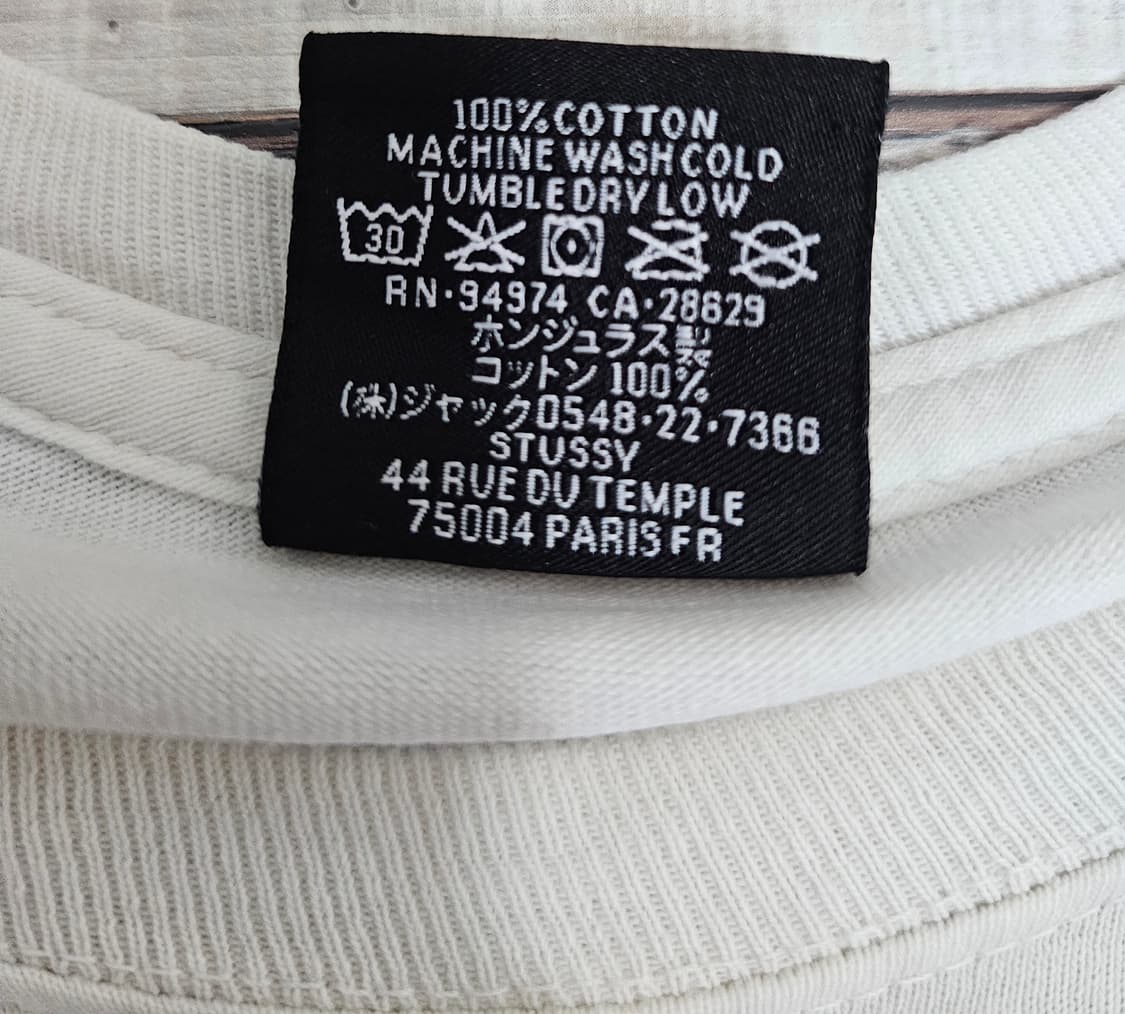 100% COTTON
MACHINE WASH COLD
TUMBLE DRY LOW
30
RN·94974 CA·28629
ホンジュラス製
コットン 100%
(株)ジャック0548·22·7366
STUSSY
44 RUE DU TEMPLE
75004 PARIS FR